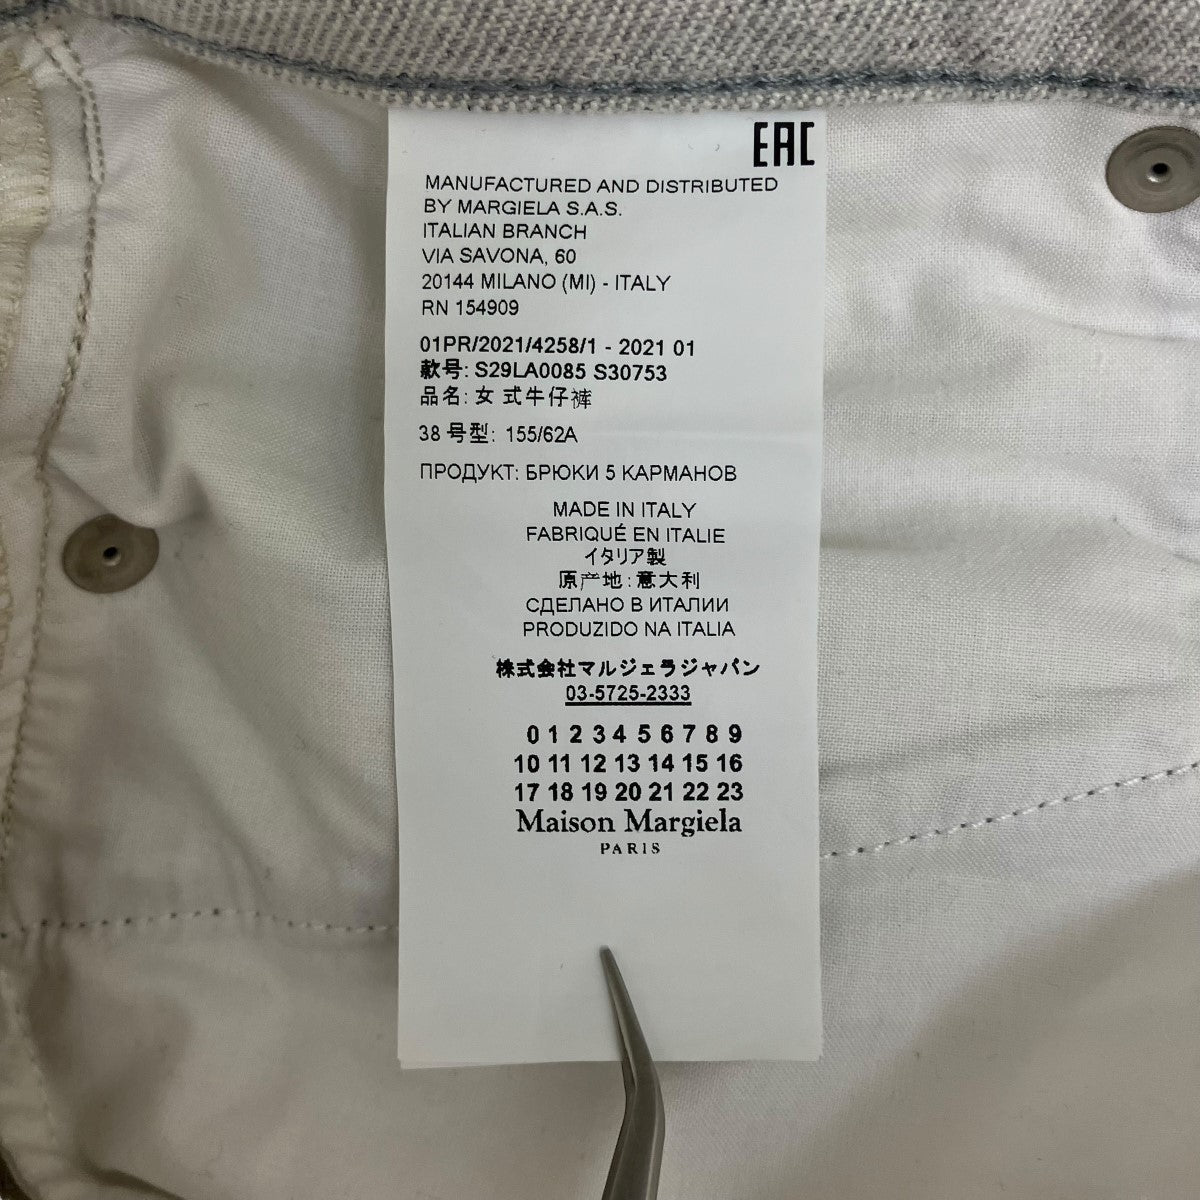 EAC
MANUFACTURED AND DISTRIBUTED
BY MARGIELA S.A.S.
ITALIAN BRANCH
VIA SAVONA, 60
20144 MILANO (MI) - ITALY
RN 154909
01PR/2021/4258/1 - 2021 01
款号: S29LA0085 S30753
品名: 女 式牛仔裤
38 号型: 155/62A
ПРОДУКТ: БРЮКИ 5 КАРМАНОВ
MADE IN ITALY
FABRIQUÉ EN ITALIE
イタリア製
原产地: 意大利
СДЕЛАНО В ИТАЛИИ
PRODUZIDO NA ITALIA
株式会社マルジェラジャパン
03-5725-2333
0 1 2 3 4 5 6 7 8 9
10 11 12 13 14 15 16
17 18 19 20 21 22 23
Maison Margiela
PARIS